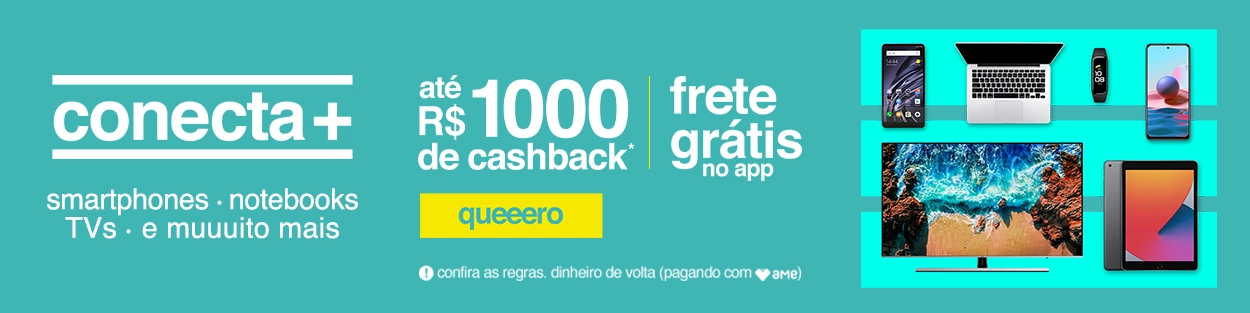 conecta+
smartphones · notebooks
TVs · e muuuito mais
até
R$ 1000
de cashback*
frete
grátis
no app
queeero
! confira as regras. dinheiro de volta (pagando com ame)